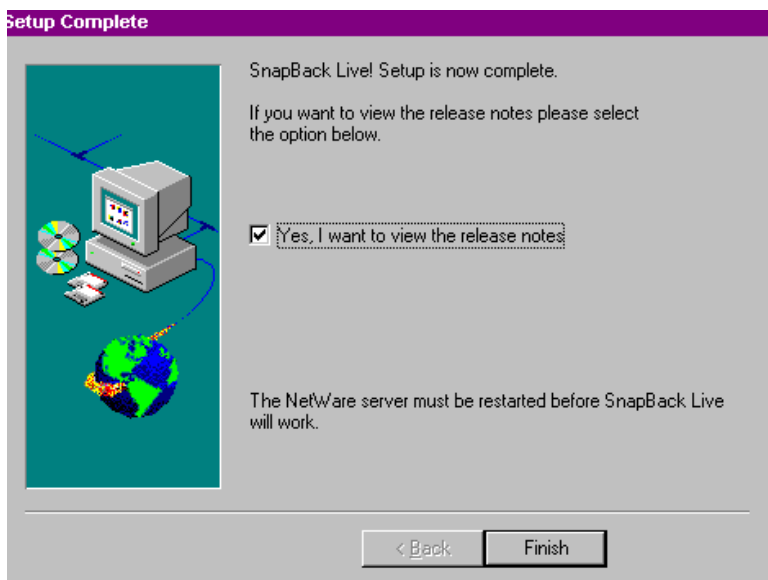 Setup Complete
SnapBack Live! Setup is now complete.
If you want to view the release notes please select
the option below.
Yes, I want to view the release notes
The NetWare server must be restarted before SnapBack Live
will work.
< Back
Finish